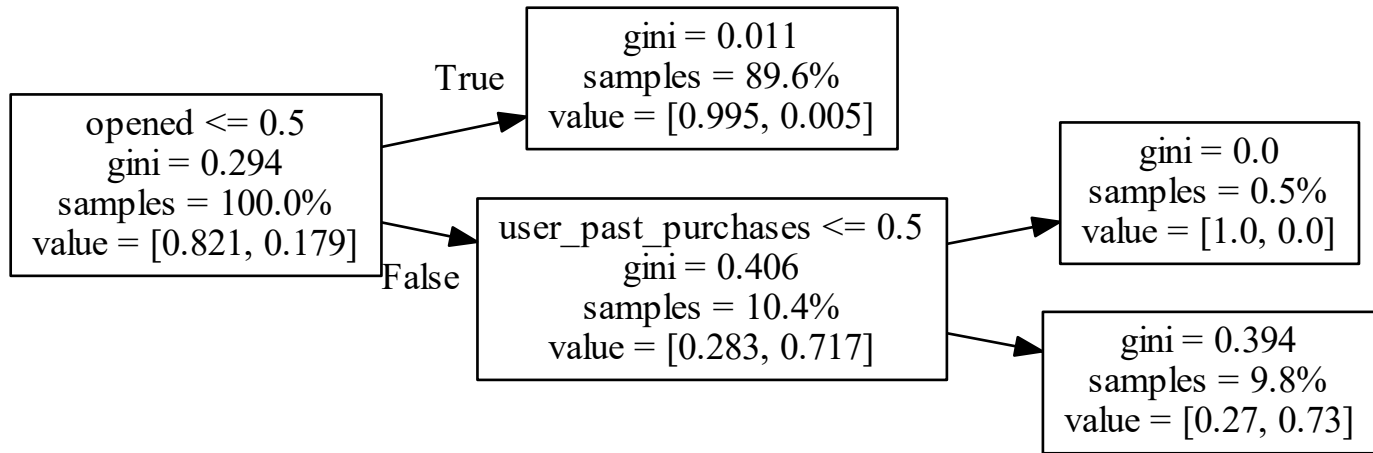 opened <= 0.5
gini = 0.294
samples = 100.0%
value = [0.821, 0.179]
True
False
gini = 0.011
samples = 89.6%
value = [0.995, 0.005]
user_past_purchases <= 0.5
gini = 0.406
samples = 10.4%
value = [0.283, 0.717]
gini = 0.0
samples = 0.5%
value = [1.0, 0.0]
gini = 0.394
samples = 9.8%
value = [0.27, 0.73]